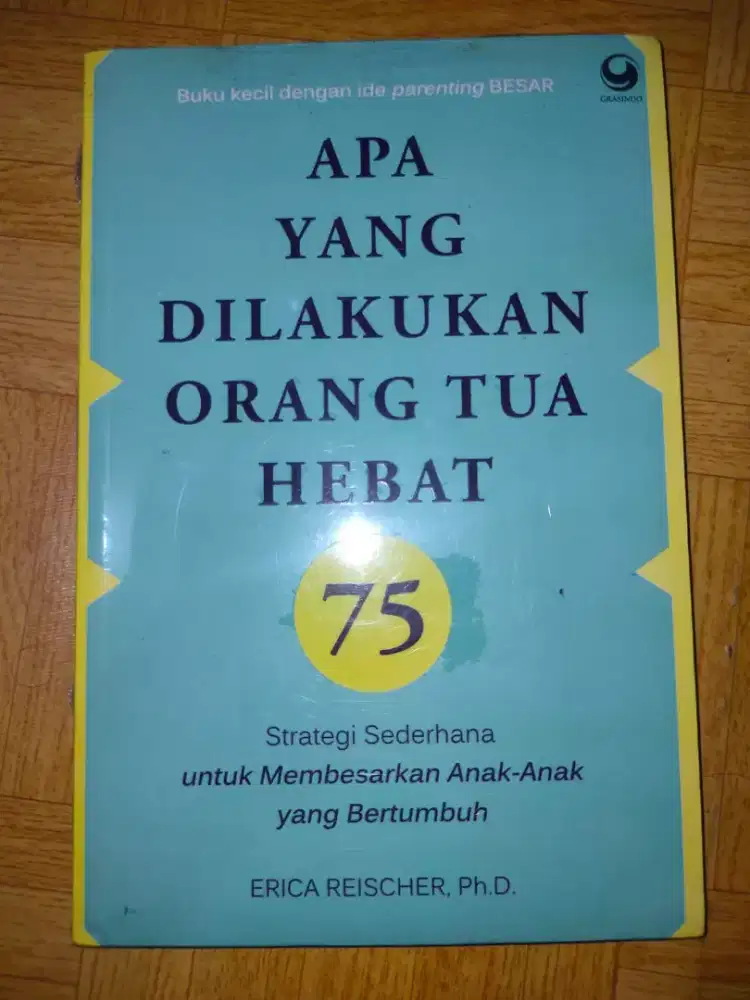 Buku kecil dengan ide parenting BESAR
GRASINDO
APA
YANG
DILAKUKAN
ORANG TUA
HEBAT
75
Strategi Sederhana
untuk Membesarkan Anak-Anak
yang Bertumbuh
ERICA REISCHER, Ph.D.